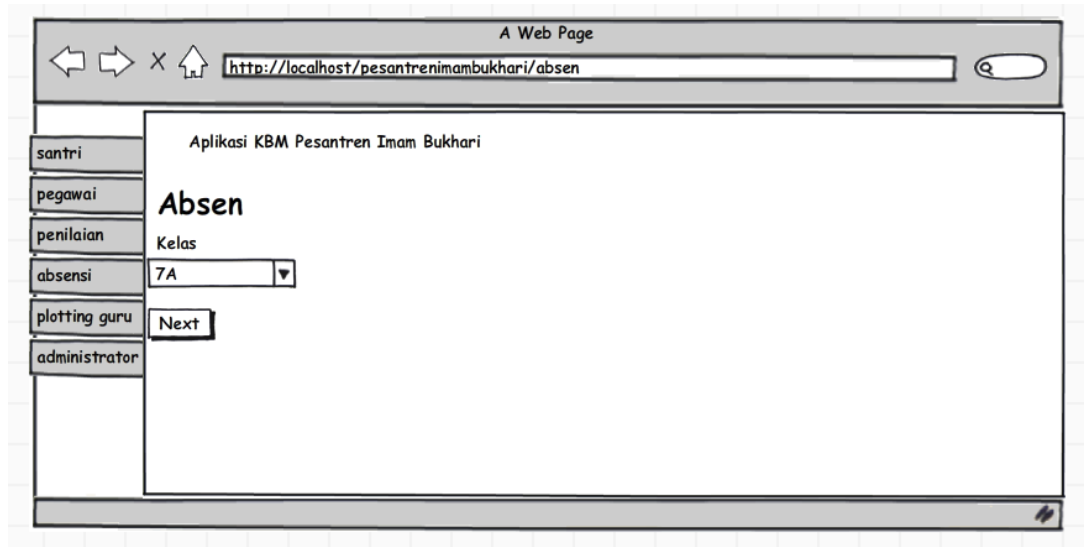 A Web Page
http://localhost/pesantrenimambukhari/absen
santri
pegawai
penilaian
absensi
plotting guru
administrator
Aplikasi KBM Pesantren Imam Bukhari
Absen
Kelas
7A
Next